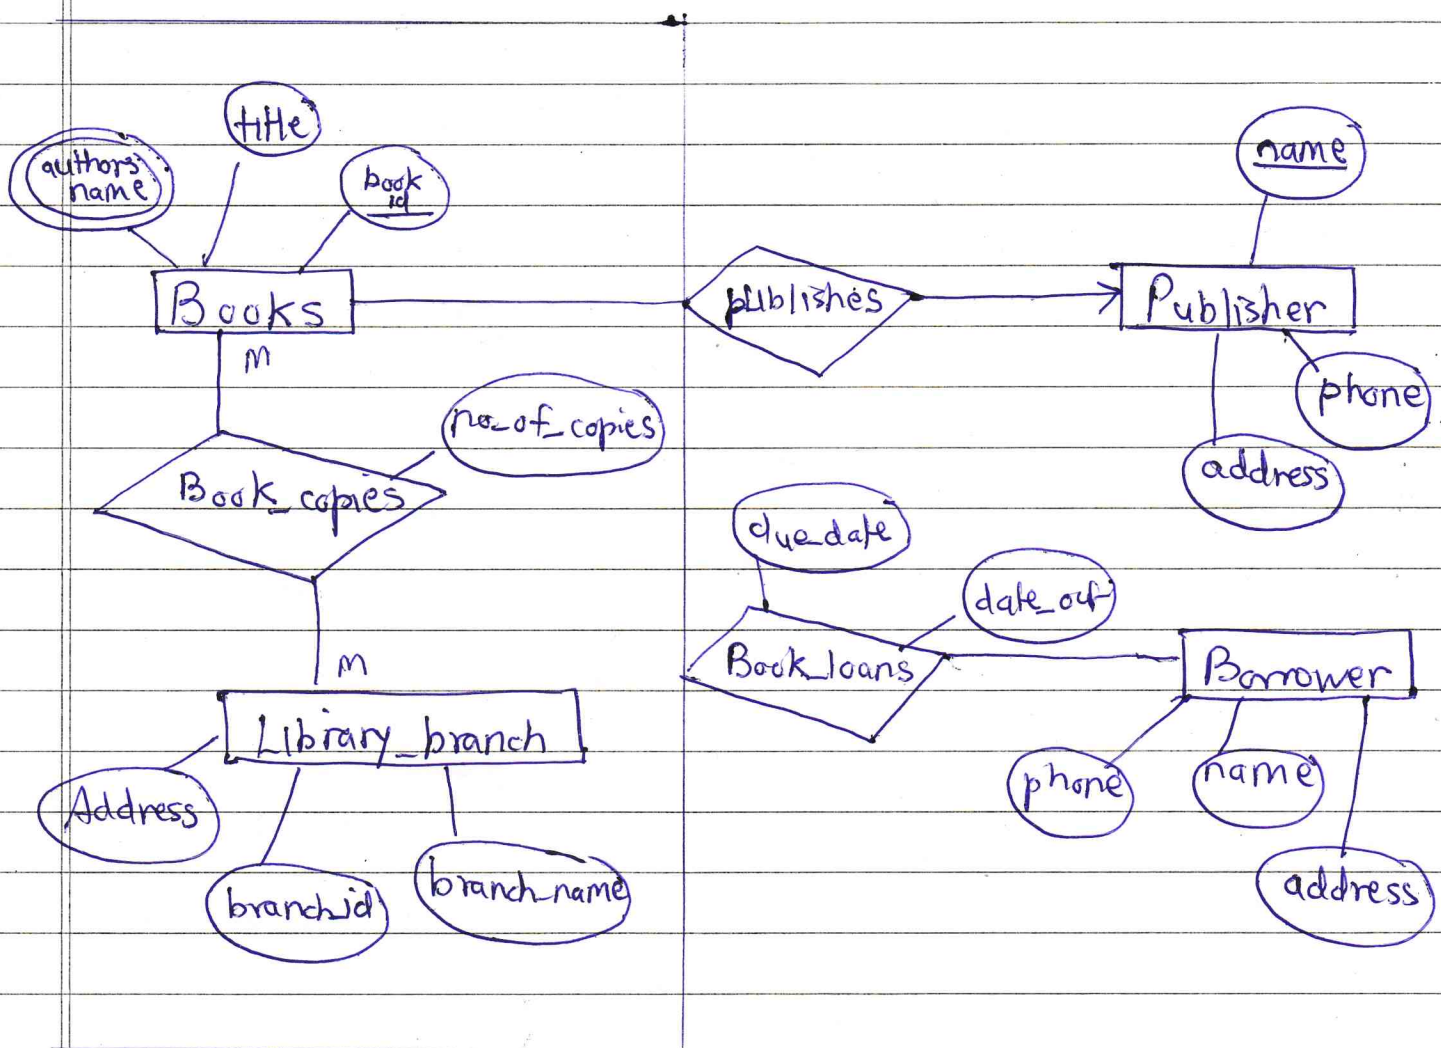 title
authors
name
book
id
name
Books
publishes
Publisher
M
phone
no_of_copies
address
Book_copies
due_date
date_out
M
Book_loans
Borrower
Library_branch
phone
name
Address
branch_id
branch_name
address